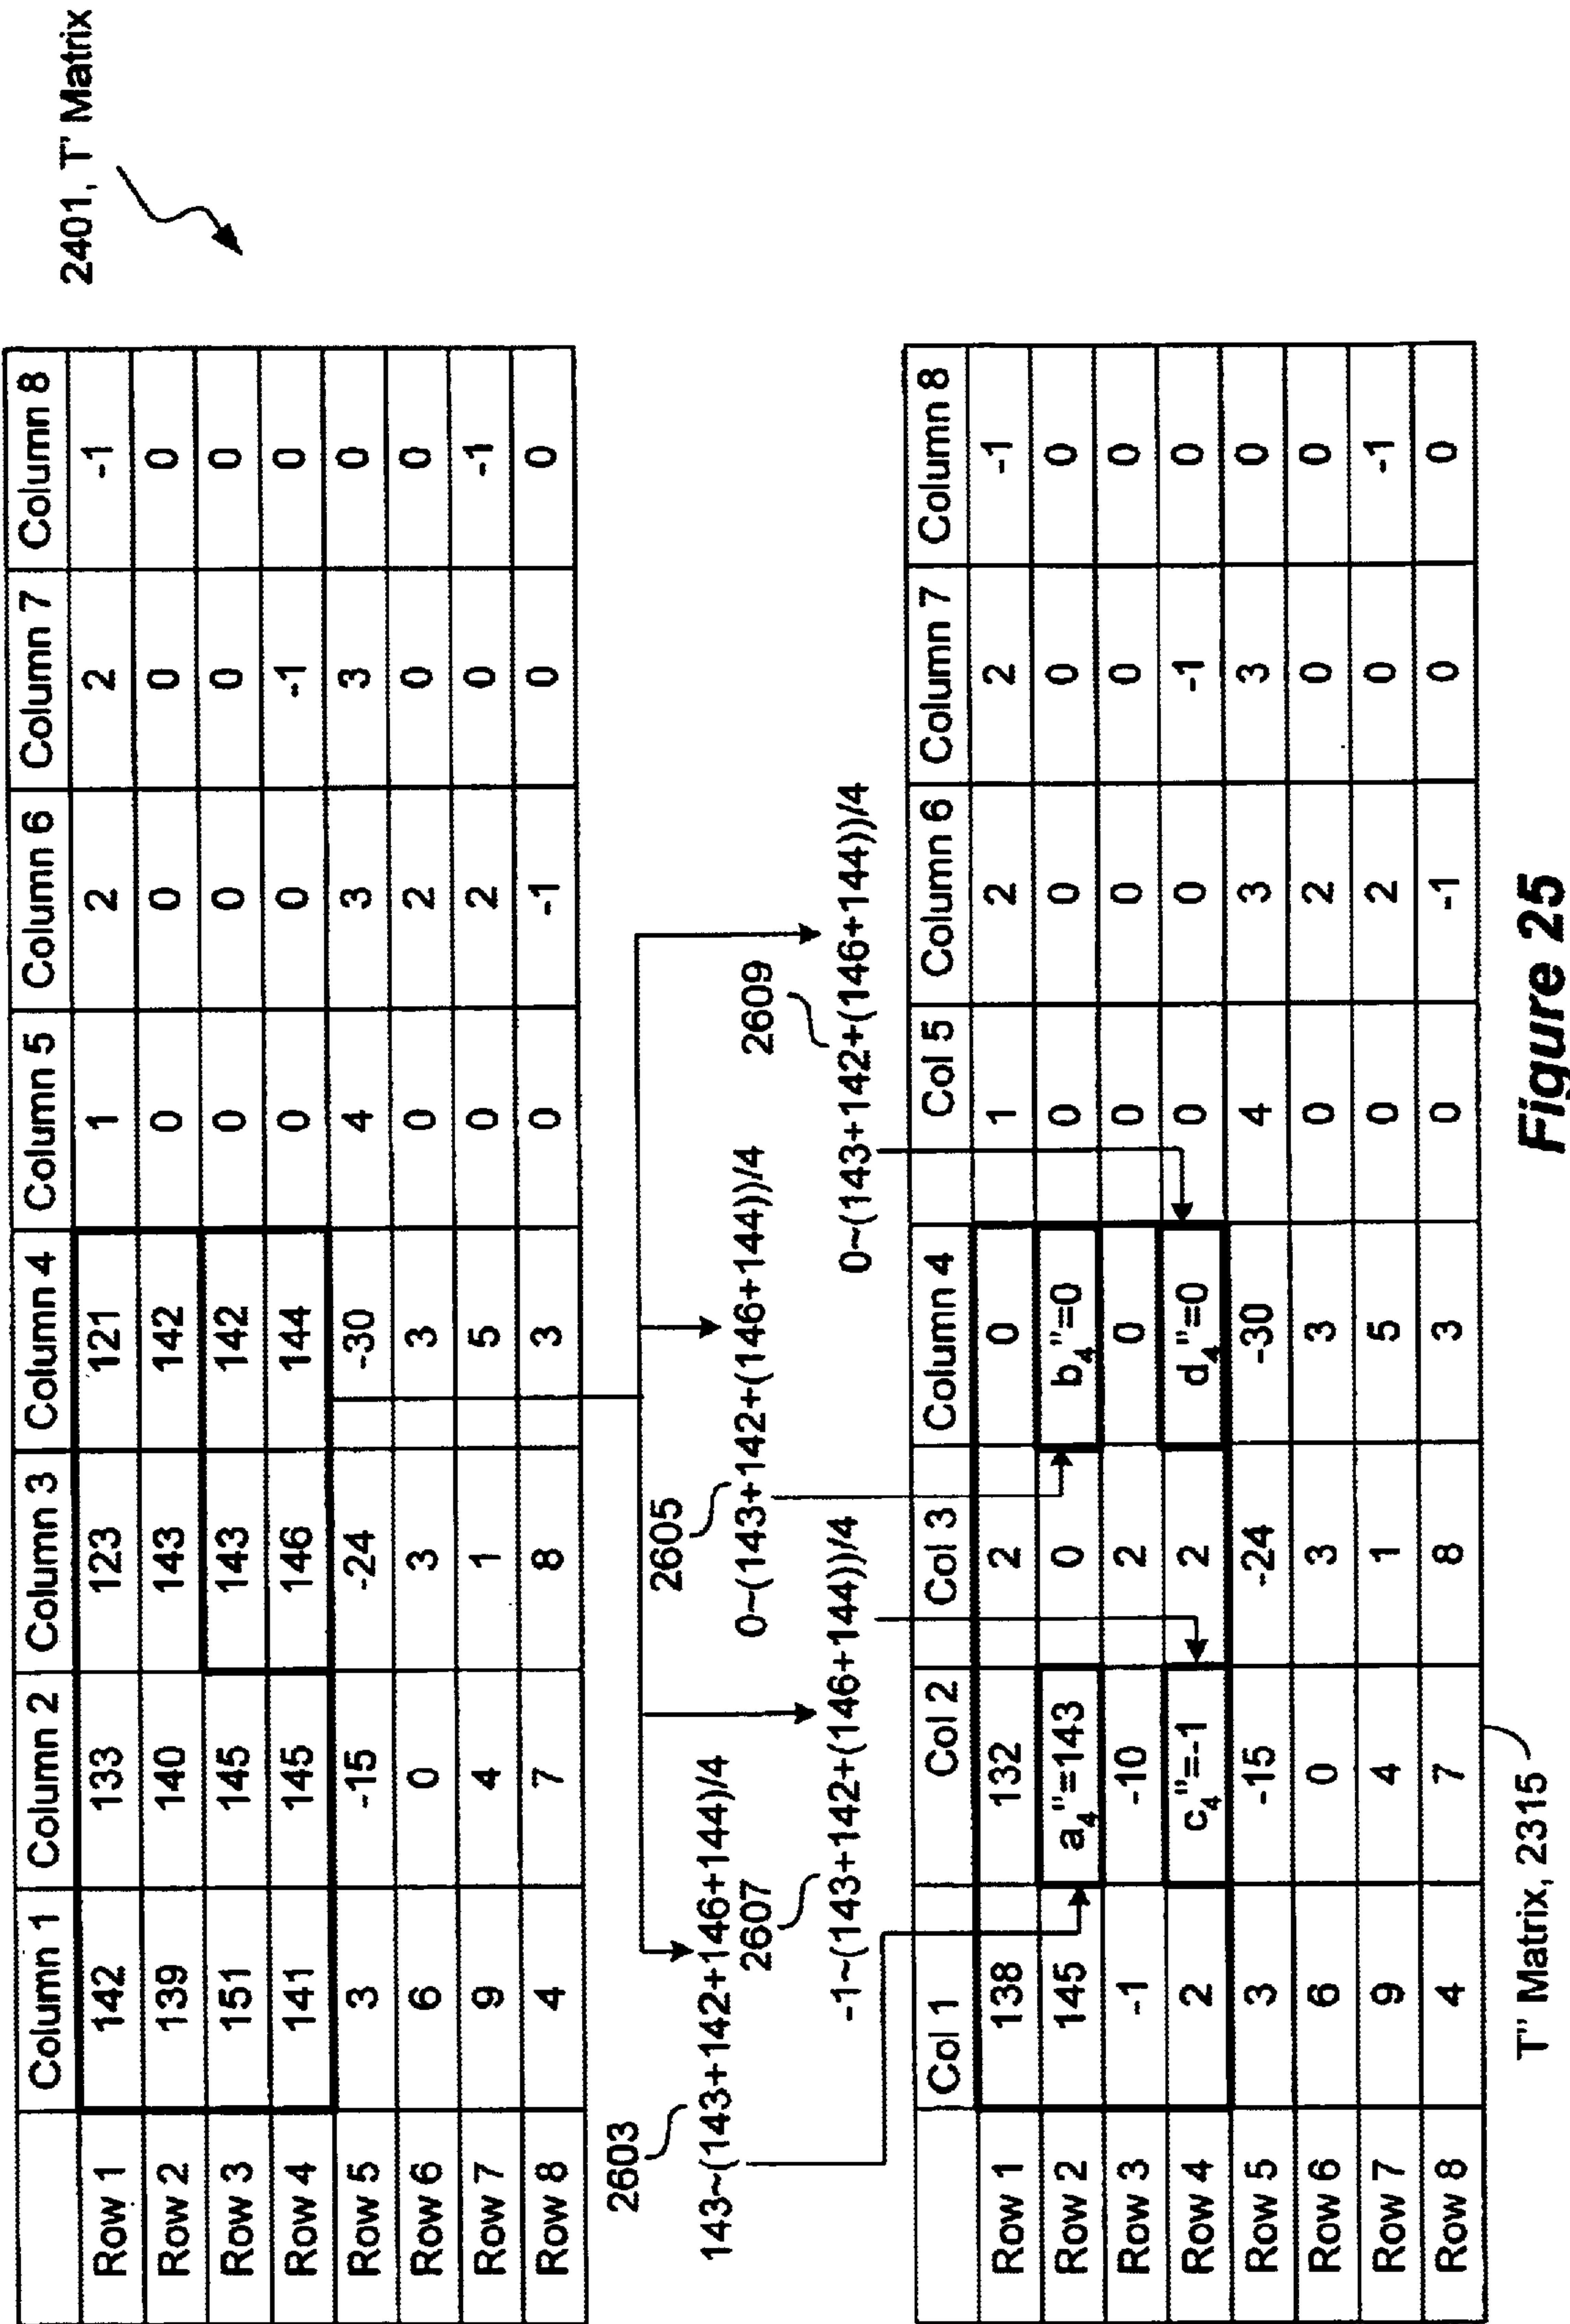 2401, T' Matrix
Column 1 Column 2 Column 3 Column 4 Column 5 Column 6 Column 7 Column 8
Row 1 142 133 123 121 1 2 2 -1
Row 2 139 140 143 142 0 0 0 0
Row 3 151 145 143 142 0 0 0 0
Row 4 141 145 146 144 0 0 -1 0
Row 5 3 -15 -24 -30 4 3 3 0
Row 6 6 0 3 3 0 2 0 0
Row 7 9 4 1 5 0 2 0 -1
Row 8 4 7 8 3 0 -1 0 0
2603
143~(143+142+146+144)/4
2607
-1~(143+142+(146+144))/4
2605
0~(143+142+(146+144))/4
2609
0~(143+142+(146+144))/4
Col 1 Col 2 Col 3 Column 4 Col 5 Column 6 Column 7 Column 8
Row 1 138 132 2 0 1 2 2 -1
Row 2 145 a4"=143 0 b4"=0 0 0 0 0
Row 3 -1 -10 2 0 0 0 0 0
Row 4 2 c4"=-1 2 d4"=0 0 0 -1 0
Row 5 3 -15 -24 -30 4 3 3 0
Row 6 6 0 3 3 0 2 0 0
Row 7 9 4 1 5 0 2 0 -1
Row 8 4 7 8 3 0 -1 0 0
T" Matrix, 2315
Figure 25